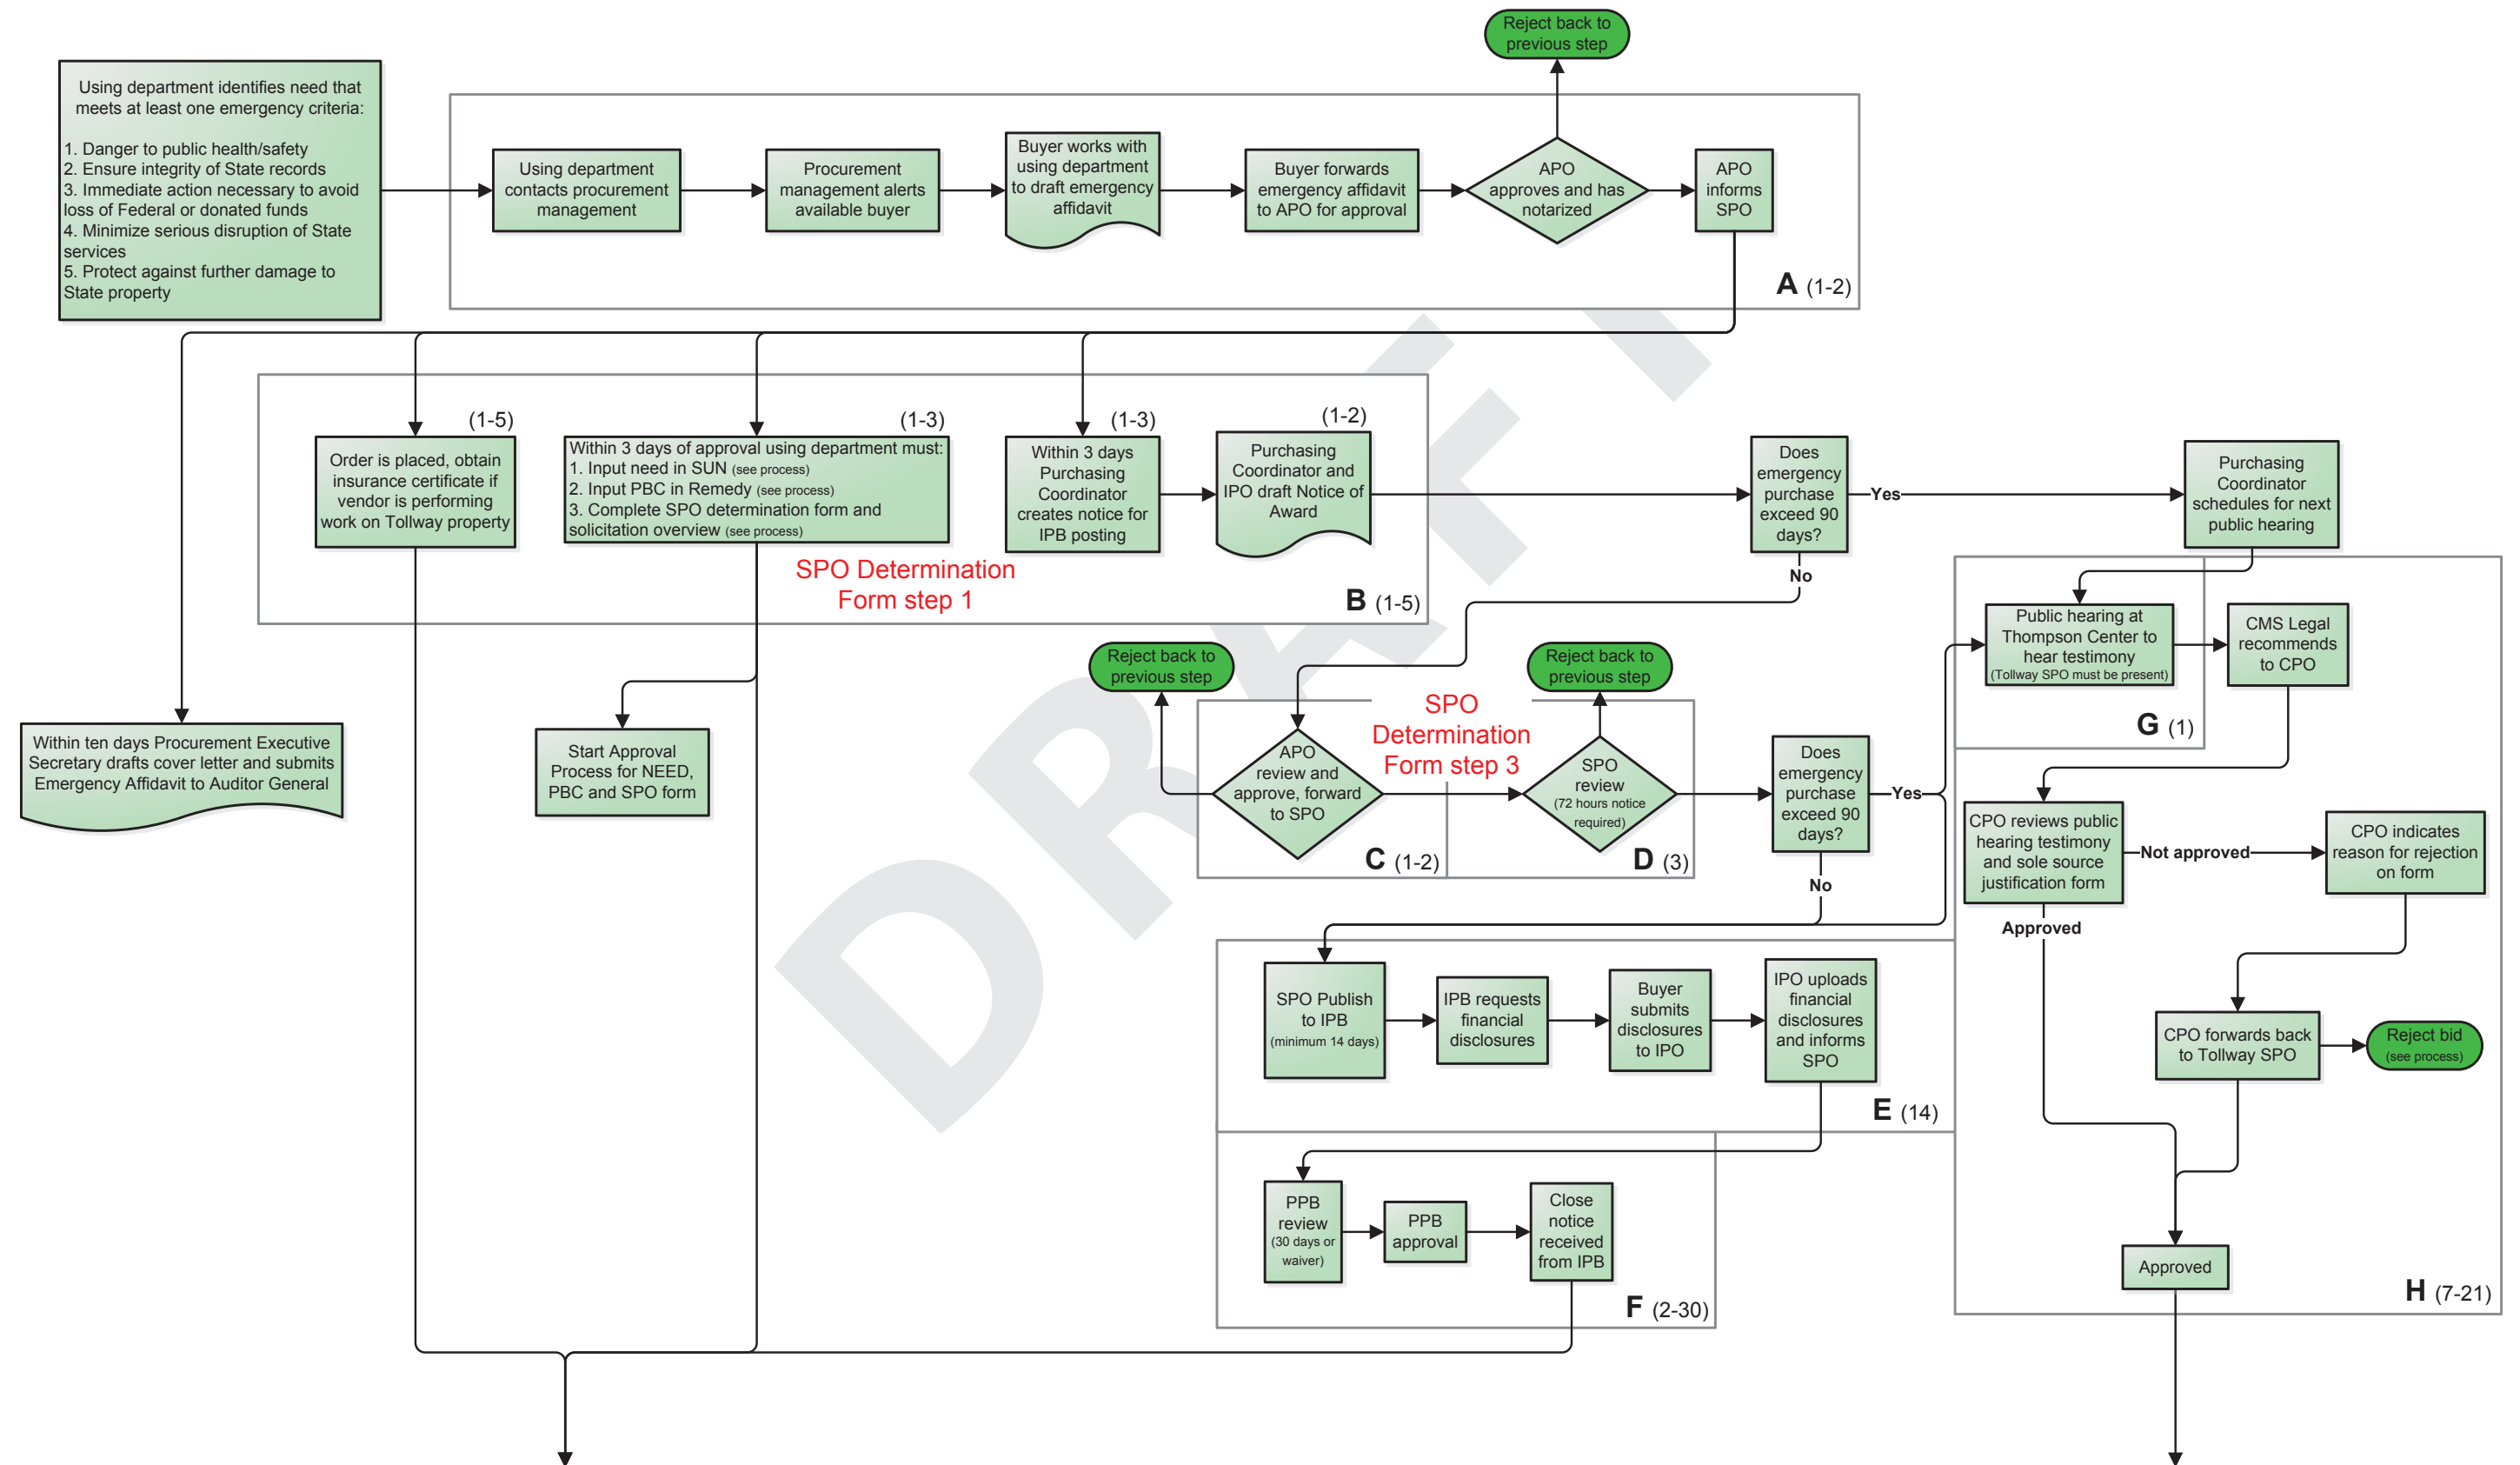 Reject back to
previous step
Using department identifies need that
meets at least one emergency criteria:
1. Danger to public health/safety
2. Ensure integrity of State records
3. Immediate action necessary to avoid
loss of Federal or donated funds
4. Minimize serious disruption of State
services
5. Protect against further damage to
State property
Using department
contacts procurement
management
Procurement
management alerts
available buyer
Buyer works with
using department
to draft emergency
affidavit
Buyer forwards
emergency affidavit
to APO for approval
APO
approves and has
notarized
APO
informs
SPO
A (1-2)
(1-5)
Order is placed, obtain
insurance certificate if
vendor is performing
work on Tollway property
(1-3)
Within 3 days of approval using department must:
1. Input need in SUN (see process)
2. Input PBC in Remedy (see process)
3. Complete SPO determination form and
solicitation overview (see process)
(1-3)
Within 3 days
Purchasing
Coordinator
creates notice for
IPB posting
(1-2)
Purchasing
Coordinator and
IPO draft Notice of
Award
SPO Determination
Form step 1
B (1-5)
Does
emergency
purchase
exceed 90
days?
Yes
No
Purchasing
Coordinator
schedules for next
public hearing
Public hearing at
Thompson Center to
hear testimony
(Tollway SPO must be present)
G (1)
CMS Legal
recommends
to CPO
Within ten days Procurement Executive
Secretary drafts cover letter and submits
Emergency Affidavit to Auditor General
Start Approval
Process for NEED,
PBC and SPO form
Reject back to
previous step
Reject back to
previous step
SPO
Determination
Form step 3
APO
review and
approve, forward
to SPO
C (1-2)
SPO
review
(72 hours notice
required)
D (3)
Does
emergency
purchase
exceed 90
days?
Yes
No
CPO reviews public
hearing testimony
and sole source
justification form
Not approved
Approved
CPO indicates
reason for rejection
on form
SPO Publish
to IPB
(minimum 14 days)
IPB requests
financial
disclosures
Buyer
submits
disclosures
to IPO
IPO uploads
financial
disclosures
and informs
SPO
E (14)
CPO forwards back
to Tollway SPO
Reject bid
(see process)
PPB
review
(30 days or
waiver)
PPB
approval
Close
notice
received
from IPB
F (2-30)
Approved
H (7-21)
DRAFT